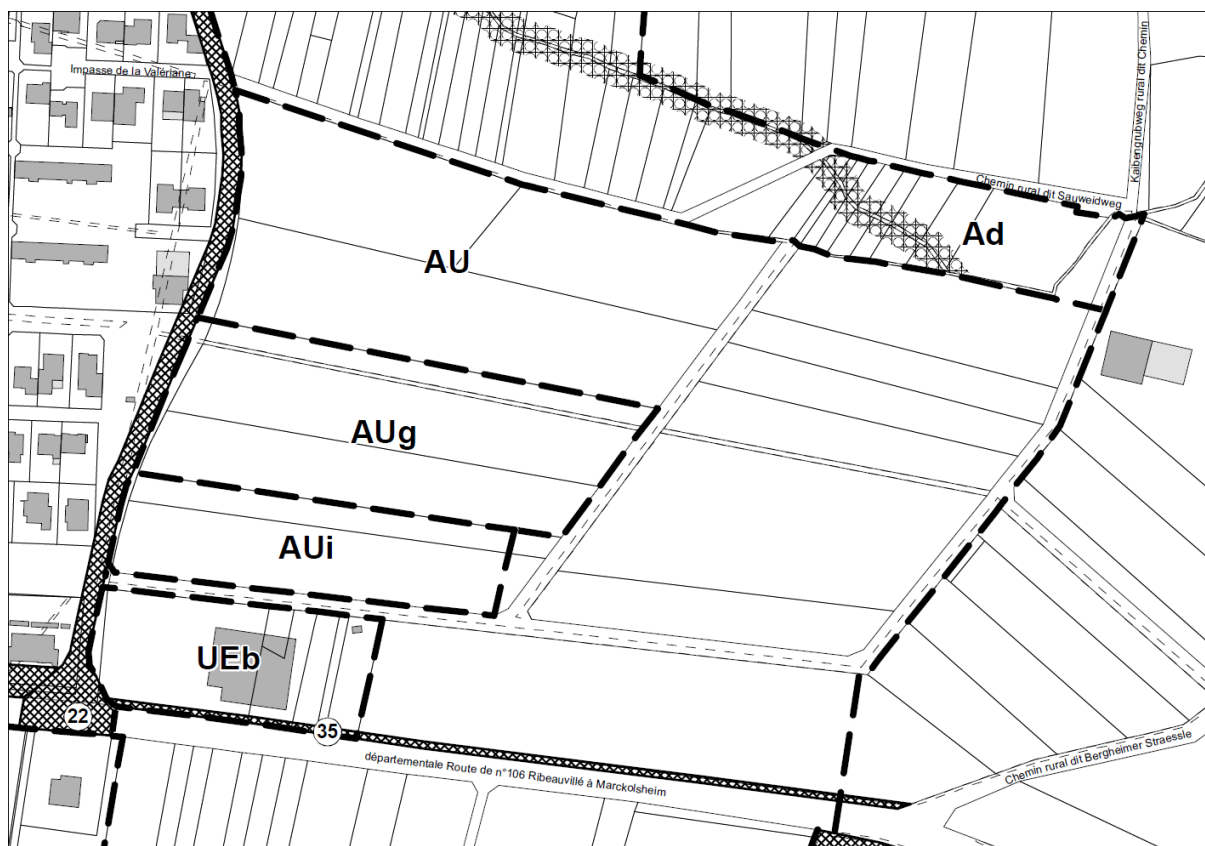 Impasse de la Valériane
Kaibengrubweg rural dit Chemin
Chemin rural dit Sauweidweg
Ad
AU
AUg
AUi
UEb
22
35
départementale Route de n°106 Ribeauvillé à Marckolsheim
Chemin rural dit Bergheimer Straessle